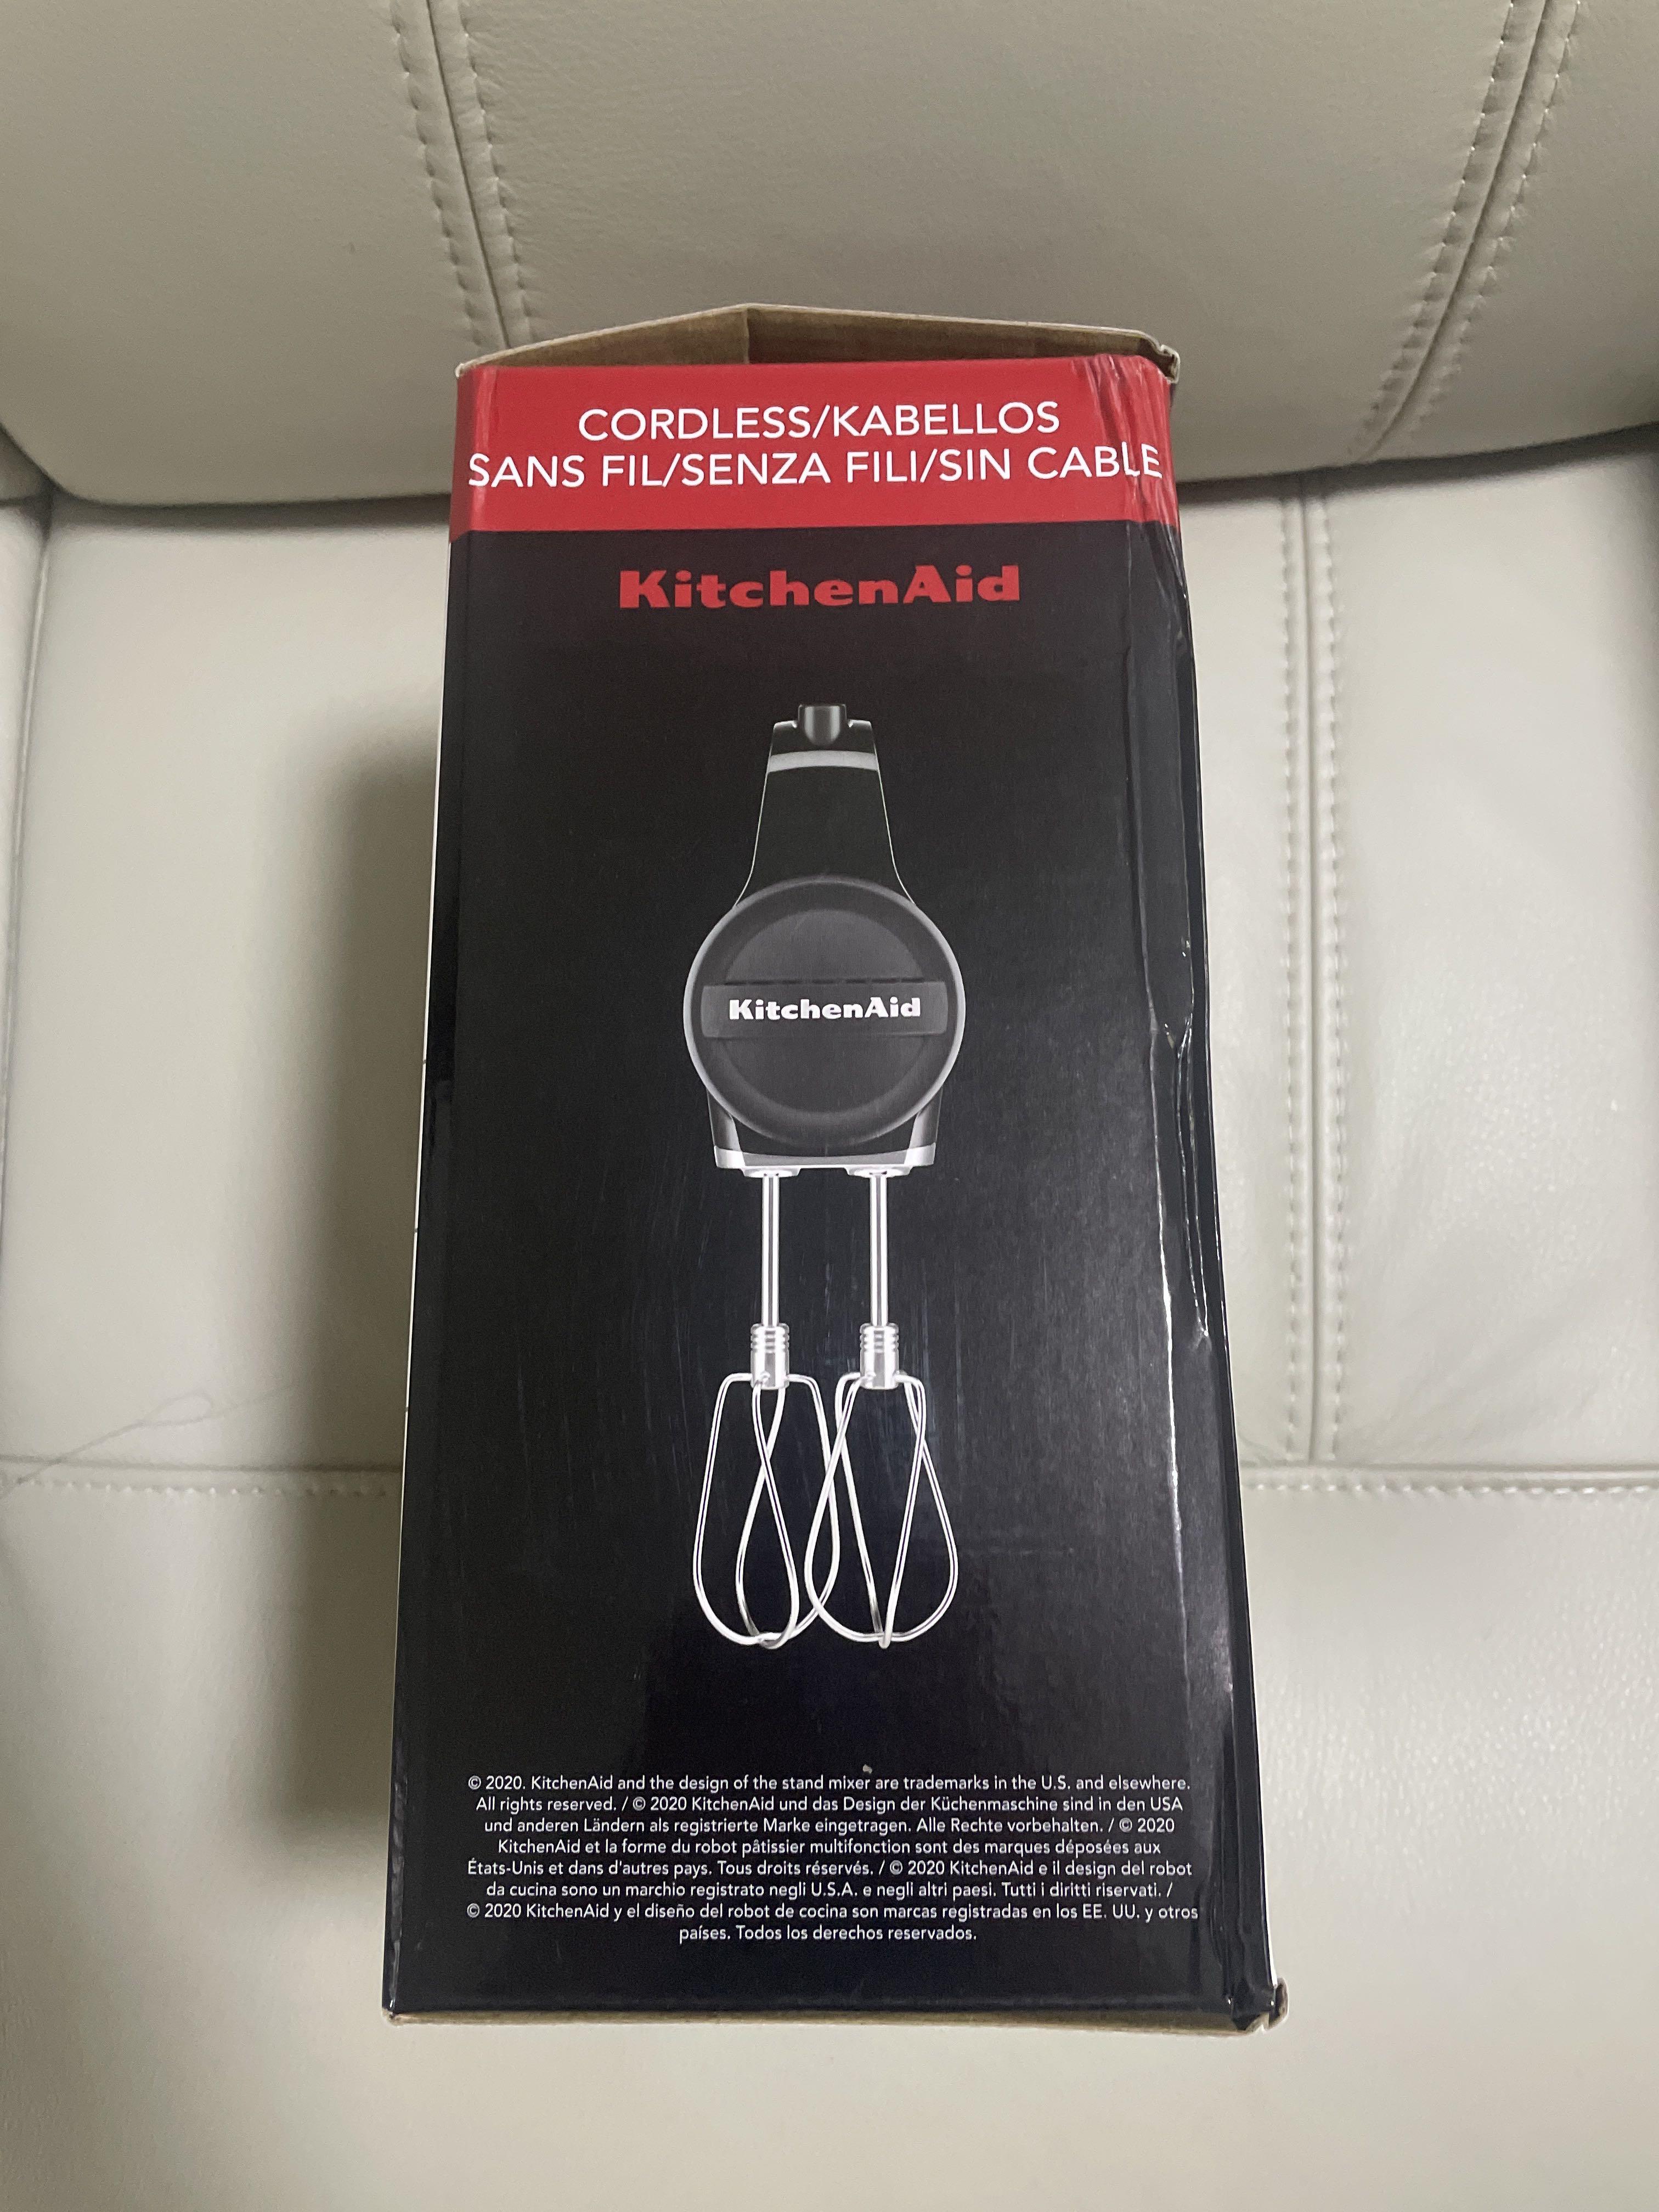 CORDLESS/KABELLOS
SANS FIL/SENZA FILI/SIN CABLE
KitchenAid
KitchenAid
© 2020. KitchenAid and the design of the stand mixer are trademarks in the U.S. and elsewhere.
All rights reserved. / © 2020 KitchenAid und das Design der Küchenmaschine sind in den USA
und anderen Ländern als registrierte Marke eingetragen. Alle Rechte vorbehalten. / © 2020
KitchenAid et la forme du robot pâtissier multifonction sont des marques déposées aux
États-Unis et dans d'autres pays. Tous droits réservés. / © 2020 KitchenAid e il design del robot
da cucina sono un marchio registrato negli U.S.A. e negli altri paesi. Tutti i diritti riservati. /
© 2020 KitchenAid y el diseño del robot de cocina son marcas registradas en los EE. UU. y otros
países. Todos los derechos reservados.